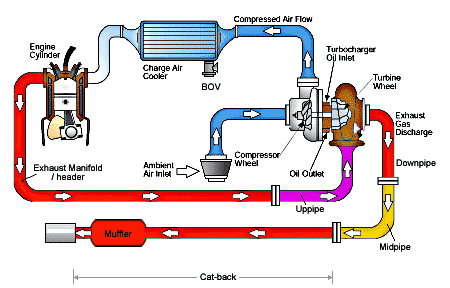 Compressed Air Flow
Engine
Cylinder
Turbocharger
Oil Inlet
Charge Air
Cooler
BOV
Turbine
Wheel
Exhaust
Gas
Discharge
Compressor
Wheel
Ambient
Air Inlet
Oil Outlet
Downpipe
Exhaust Manifold
/ header
Uppipe
Muffler
Midpipe
Cat-back